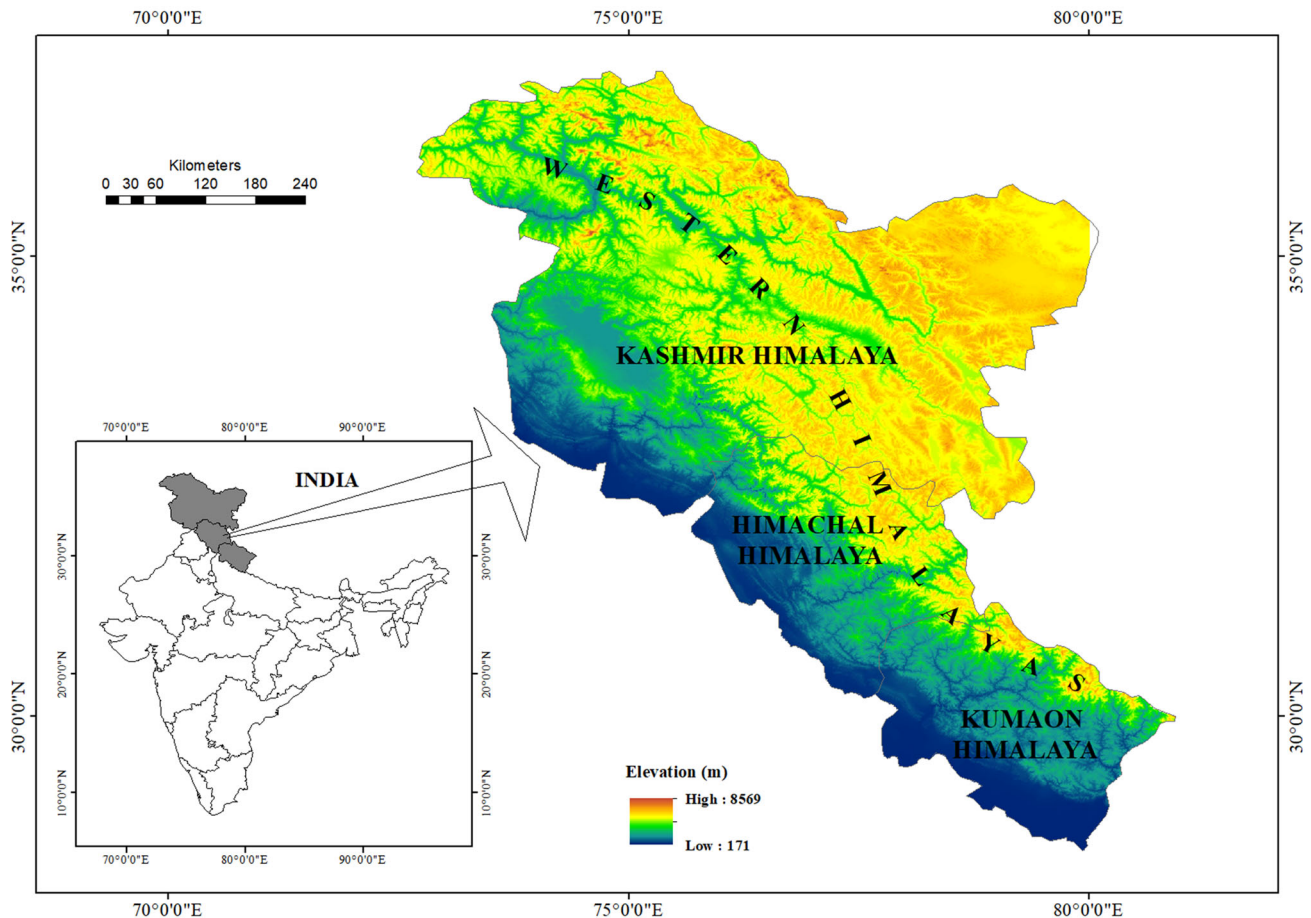 70°0'0"E 75°0'0"E 80°0'0"E
Kilometers
0 30 60 120 180 240
35°0'0"N
35°0'0"N
WESTERN HIMALAYAS
KASHMIR HIMALAYA
HIMACHAL
HIMALAYA
KUMAON
HIMALAYA
70°0'0"E 80°0'0"E 90°0'0"E
INDIA
30°0'0"N
30°0'0"N
20°0'0"N
20°0'0"N
10°0'0"N
10°0'0"N
70°0'0"E 80°0'0"E 90°0'0"E
30°0'0"N
30°0'0"N
Elevation (m)
High : 8569
Low : 171
70°0'0"E 75°0'0"E 80°0'0"E